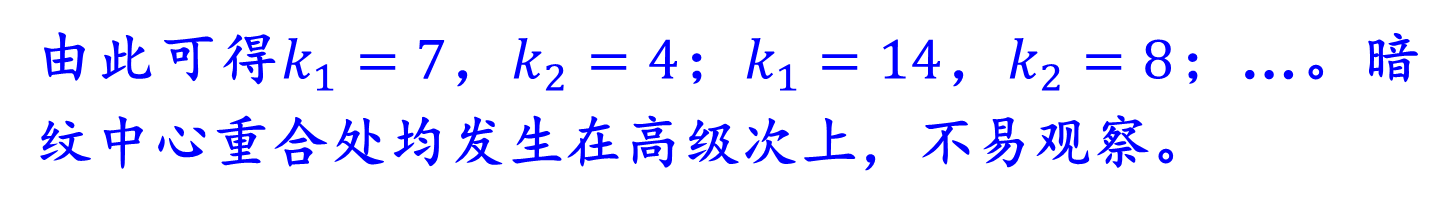 由此可得k₁ = 7，k₂ = 4；k₁ = 14，k₂ = 8；…。暗
纹中心重合处均发生在高级次上，不易观察。